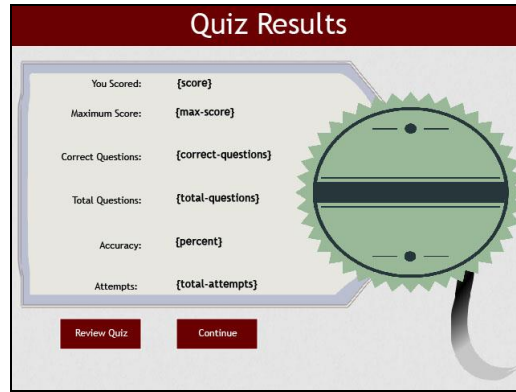 Quiz Results
You Scored: {score}
Maximum Score: {max-score}
Correct Questions: {correct-questions}
Total Questions: {total-questions}
Accuracy: {percent}
Attempts: {total-attempts}
Review Quiz Continue